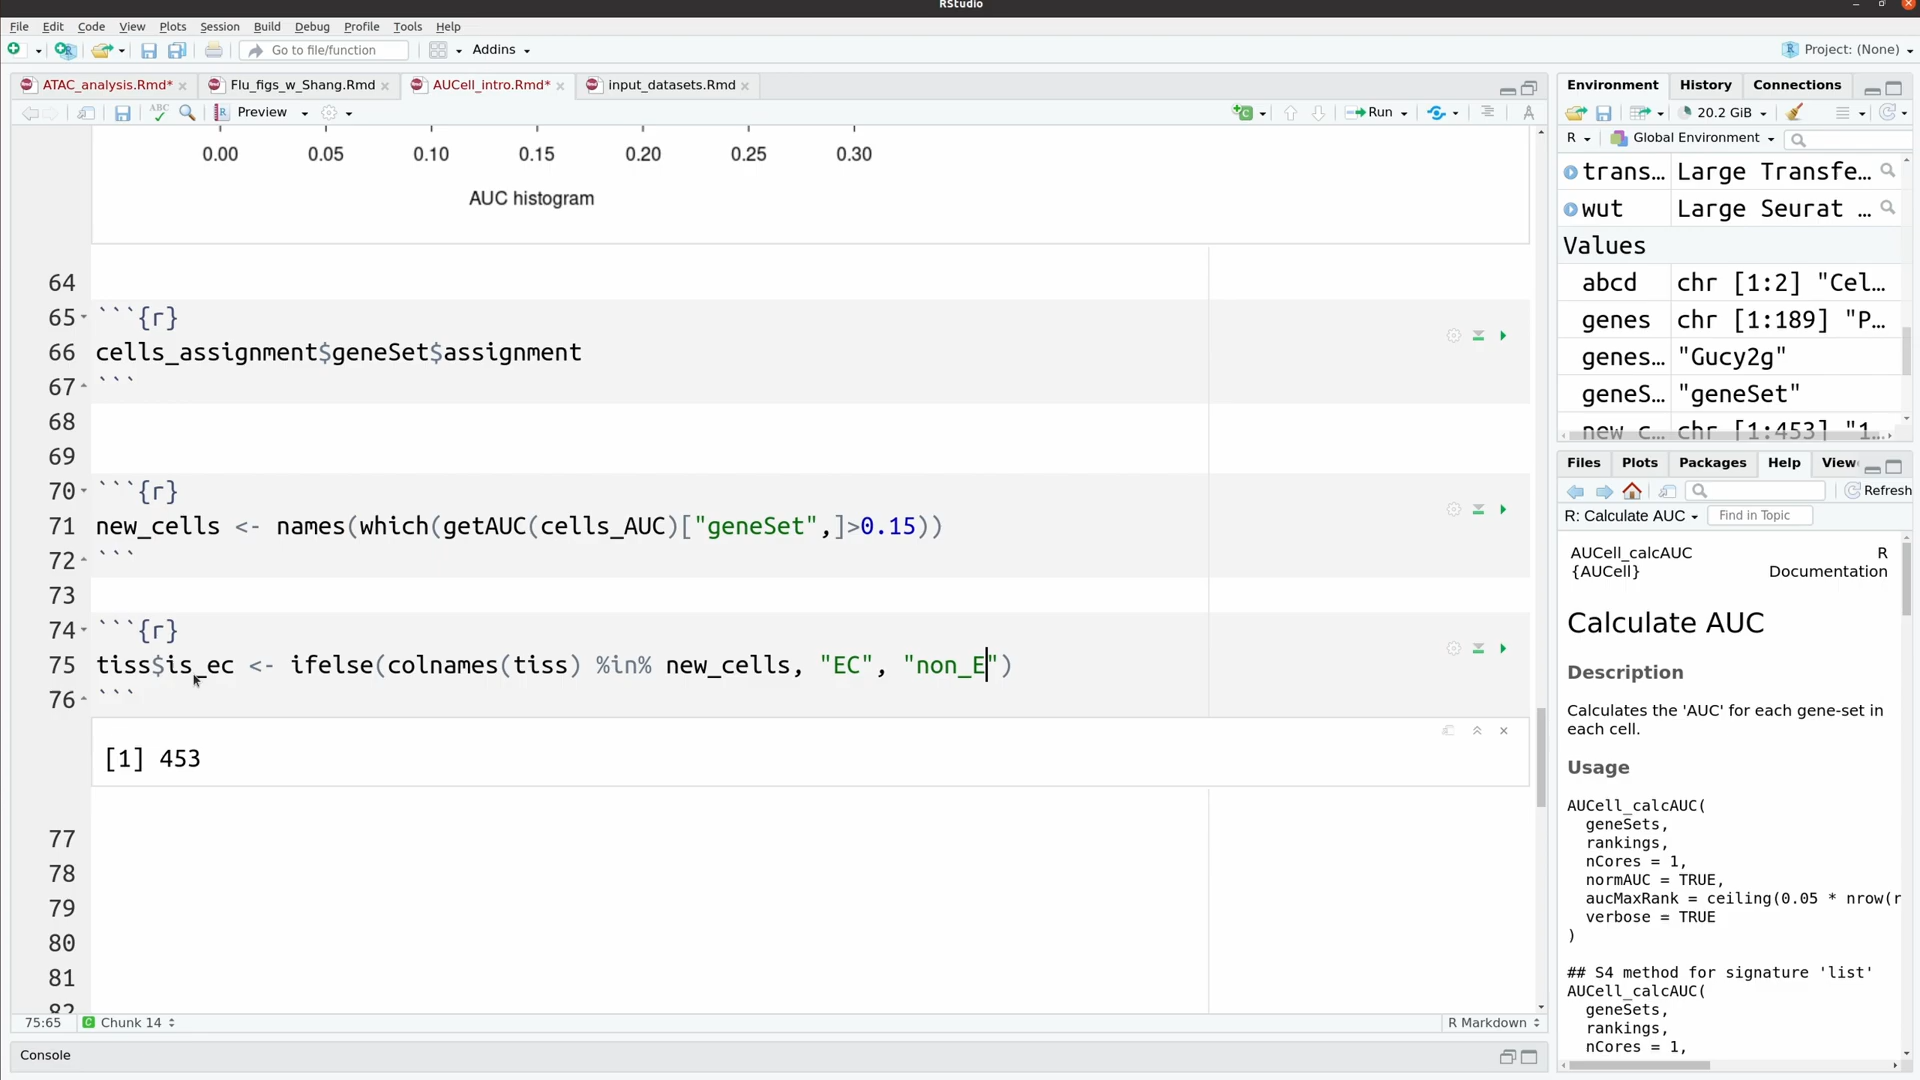 RStudio
File Edit Code View Plots Session Build Debug Profile Tools Help
Go to file/function Addins Project: (None)
ATAC_analysis.Rmd* Flu_figs_w_Shang.Rmd AUCell_intro.Rmd* input_datasets.Rmd
ABC Preview Run
0.00 0.05 0.10 0.15 0.20 0.25 0.30
AUC histogram
64
65 ```{r}
66 cells_assignment$geneSet$assignment
67 ```
68
69
70 ```{r}
71 new_cells <- names(which(getAUC(cells_AUC)["geneSet",]>0.15))
72 ```
73
74 ```{r}
75 tiss$is_ec <- ifelse(colnames(tiss) %in% new_cells, "EC", "non_E")
76 ```
[1] 453
77
78
79
80
81
82
75:65 Chunk 14 R Markdown
Console
Environment History Connections
20.2 GiB
R Global Environment
trans… Large Transfe…
wut Large Seurat …
Values
abcd chr [1:2] "Cel…
genes chr [1:189] "P…
genes… "Gucy2g"
geneS… "geneSet"
new_c… chr [1:453] "1…
Files Plots Packages Help View
Refresh
R: Calculate AUC Find in Topic
AUCell_calcAUC R
{AUCell} Documentation
Calculate AUC
Description
Calculates the 'AUC' for each gene-set in
each cell.
Usage
AUCell_calcAUC(
geneSets,
rankings,
nCores = 1,
normAUC = TRUE,
aucMaxRank = ceiling(0.05 * nrow(r
verbose = TRUE
)
## S4 method for signature 'list'
AUCell_calcAUC(
geneSets,
rankings,
nCores = 1,